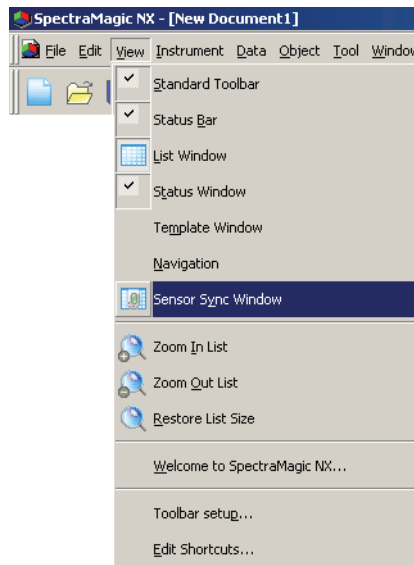 SpectraMagic NX - [New Document1]
File Edit View Instrument Data Object Tool Window
Standard Toolbar
Status Bar
List Window
Status Window
Template Window
Navigation
Sensor Sync Window
Zoom In List
Zoom Out List
Restore List Size
Welcome to SpectraMagic NX...
Toolbar setup...
Edit Shortcuts...